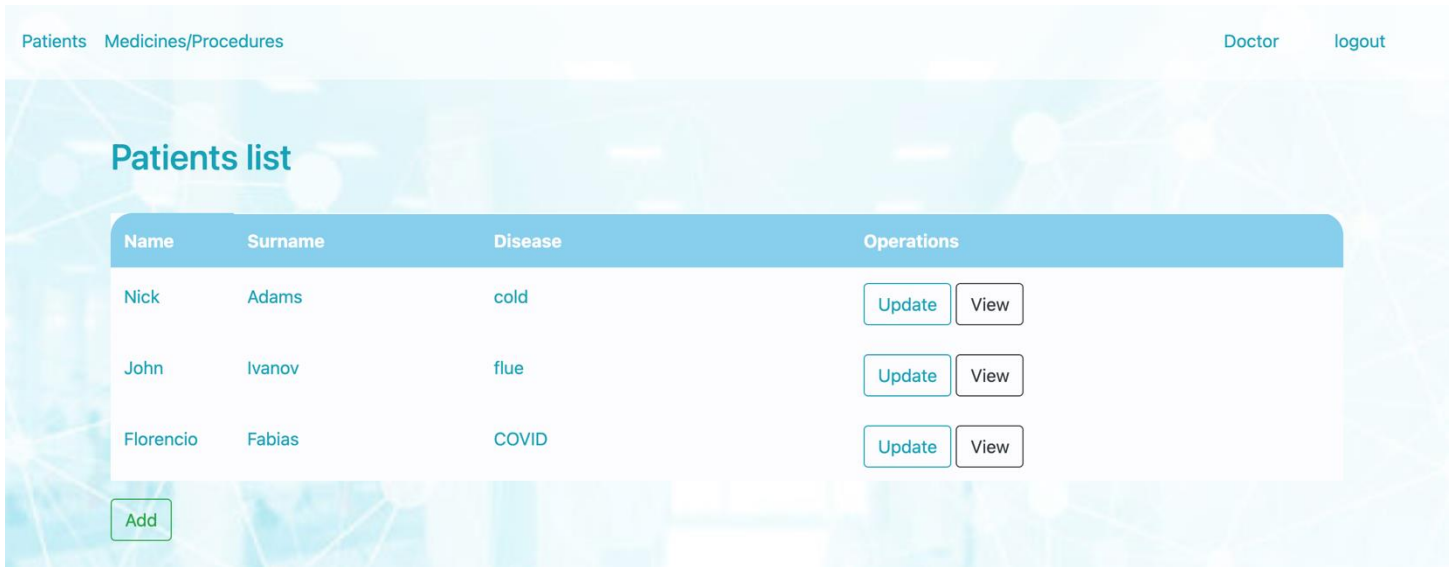 Patients Medicines/Procedures Doctor logout
Patients list
Name Surname Disease Operations
Nick Adams cold Update View
John Ivanov flue Update View
Florencio Fabias COVID Update View
Add